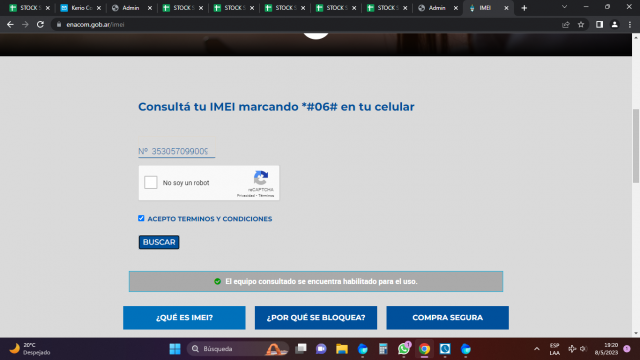 STOCK S
Kerio Co
Admin
STOCK S
STOCK S
STOCK S
STOCK S
STOCK S
Admin
IMEI
enacom.gob.ar/imei
Consultá tu IMEI marcando *#06# en tu celular
Nº 353057099009
No soy un robot
reCAPTCHA
Privacidad - Términos
ACEPTO TERMINOS Y CONDICIONES
BUSCAR
El equipo consultado se encuentra habilitado para el uso.
¿QUÉ ES IMEI?
¿POR QUÉ SE BLOQUEA?
COMPRA SEGURA
20°C
Despejado
Búsqueda
1
ESP
LAA
19:20
8/5/2023